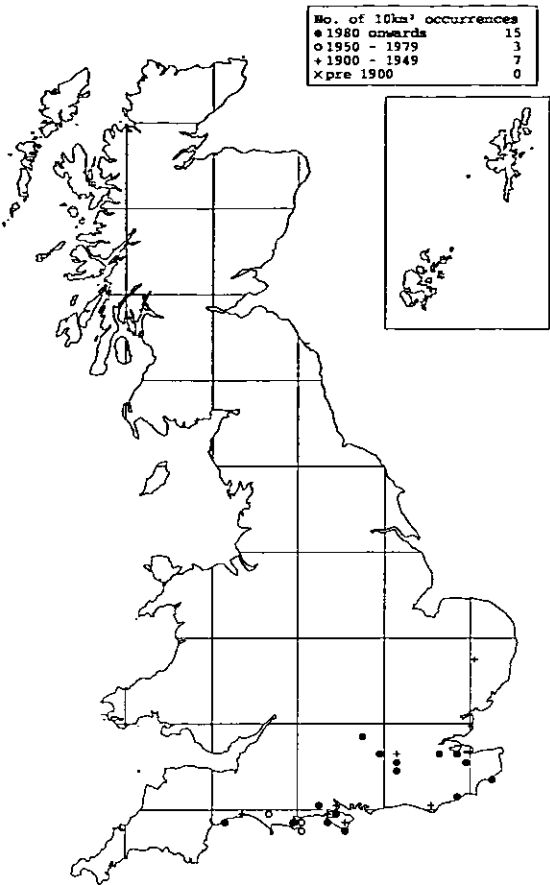 No. of 10km² occurrences
● 1980 onwards 15
○ 1950 - 1979 3
+ 1900 - 1949 7
× pre 1900 0